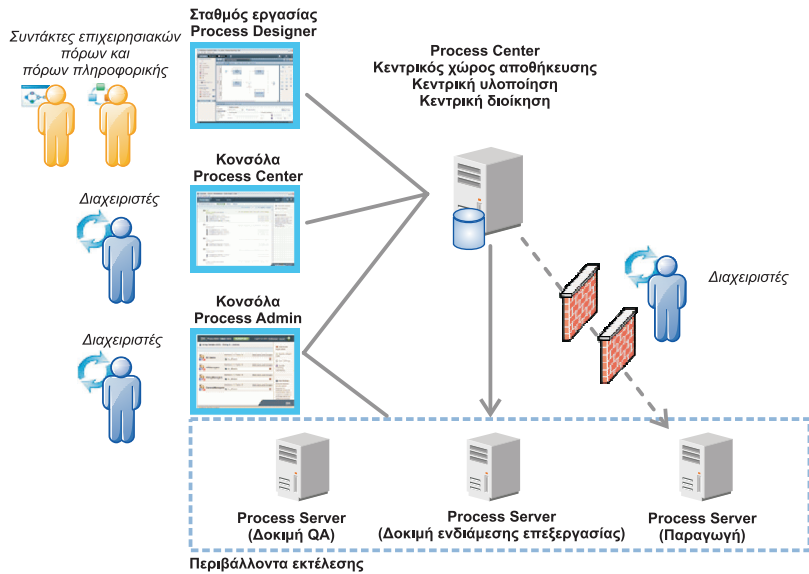 Σταθμός εργασίας
Process Designer
Συντάκτες επιχειρησιακών
πόρων και
πόρων πληροφορικής
Process Center
Κεντρικός χώρος αποθήκευσης
Κεντρική υλοποίηση
Κεντρική διοίκηση
Κονσόλα
Process Center
Διαχειριστές
Διαχειριστές
Κονσόλα
Process Admin
Διαχειριστές
Process Server
(Δοκιμή QA)
Process Server
(Δοκιμή ενδιάμεσης επεξεργασίας)
Process Server
(Παραγωγή)
Περιβάλλοντα εκτέλεσης